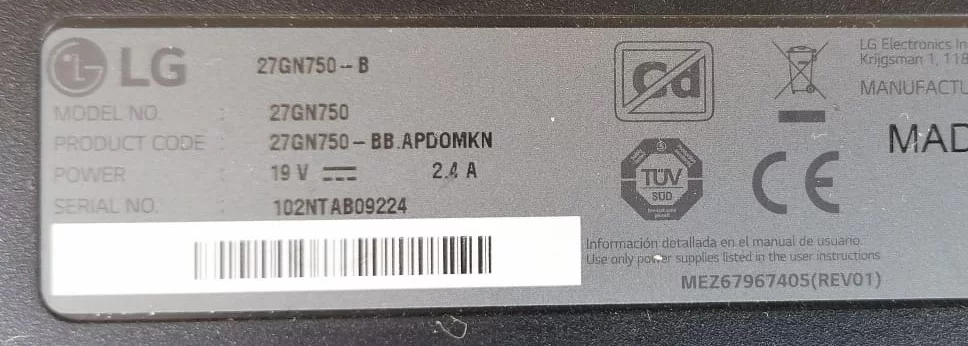 LG
27GN750-B
MODEL NO. : 27GN750
PRODUCT CODE : 27GN750-BB.APDOMKN
POWER : 19 V 2.4 A
SERIAL NO. : 102NTAB09224
Cd
TÜV
SÜD
CE
LG Electronics
Krijgsman 1, 118
MANUFACTU
MAD
Información detallada en el manual de usuario.
Use only power supplies listed in the user instructions
MEZ67967405(REV01)